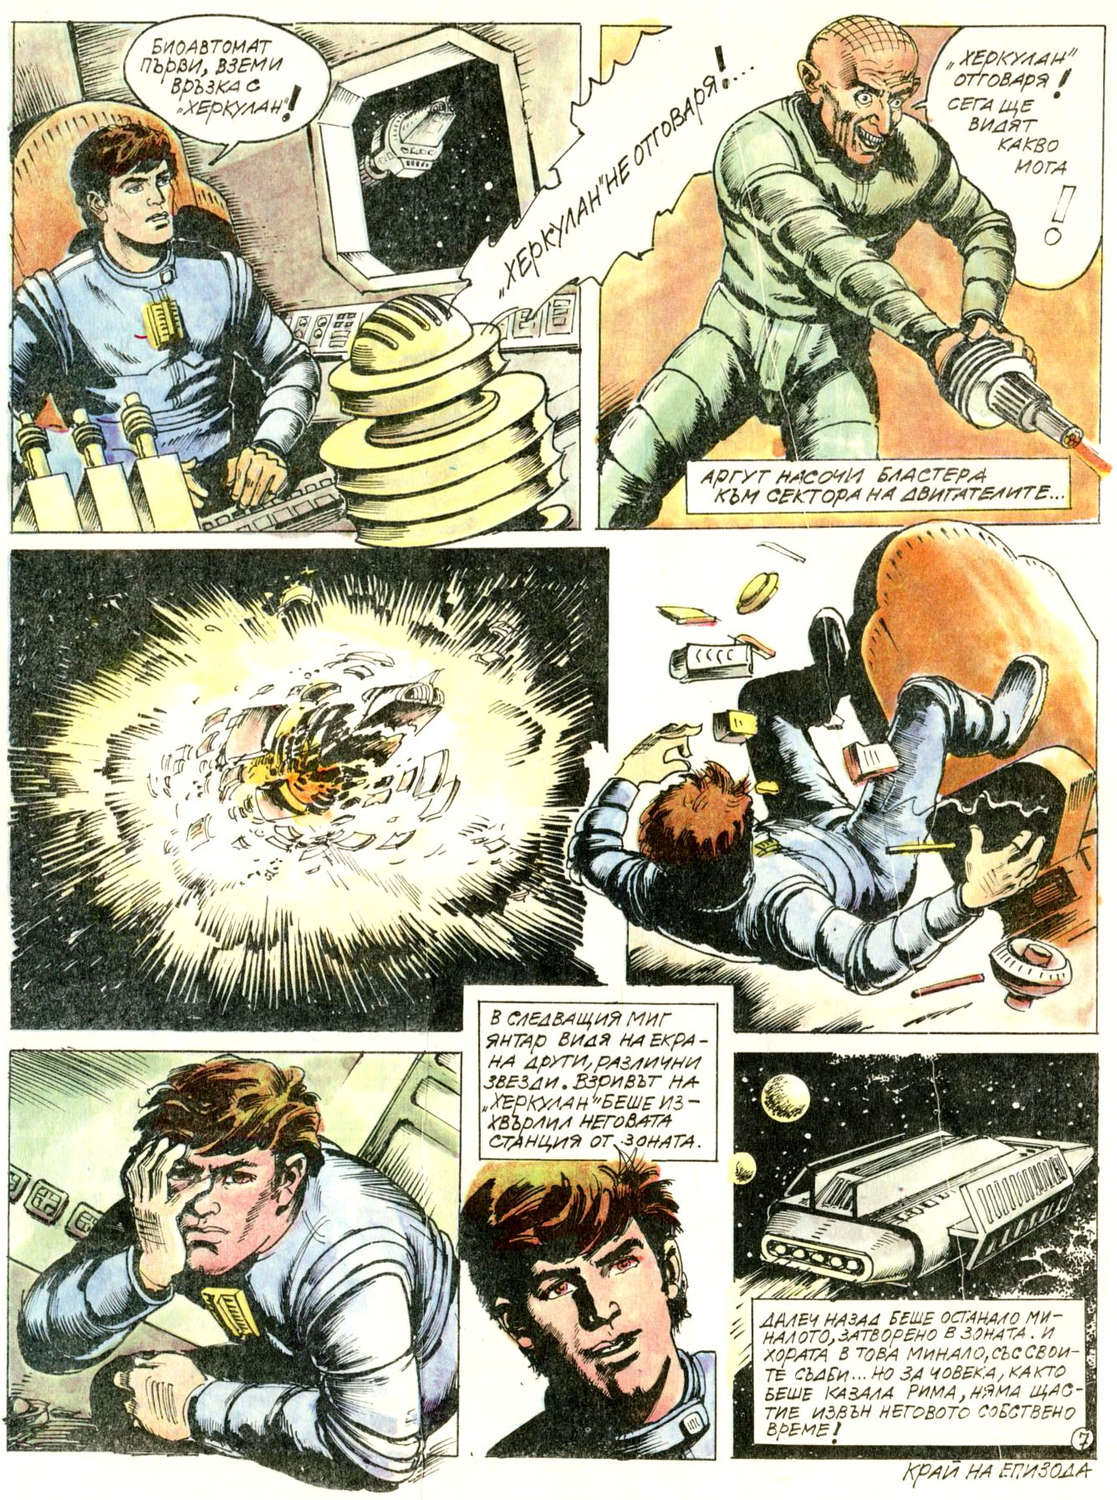 БИОАВТОМАТ
ПЪРВИ, ВЗЕМИ
ВРЪЗКА С
„ХЕРКУЛАН"!
„ХЕРКУЛАН" НЕ ОТГОВАРЯ!...
„ХЕРКУЛАН"
ОТГОВАРЯ!
СЕГА ЩЕ
ВИДЯТ
КАКВО
МОГА
!
АРГУТ НАСОЧИ БЛАСТЕРА
КЪМ СЕКТОРА НА ДВИГАТЕЛИТЕ...
В СЛЕДВАЩИЯ МИГ
ЯНТАР ВИДЯ НА ЕКРА-
НА ДРУГИ, РАЗЛИЧНИ
ЗВЕЗДИ. ВЗРИВЪТ НА
„ХЕРКУЛАН" БЕШЕ ИЗ-
ХВЪРЛИЛ НЕГОВАТА
СТАНЦИЯ ОТ ЗОНАТА.
ДАЛЕЧ НАЗАД БЕШЕ ОСТАНАЛО МИ-
НАЛОТО, ЗАТВОРЕНО В ЗОНАТА. И
ХОРАТА В ТОВА МИНАЛО, СЪС СВОИ-
ТЕ СЪДБИ... НО ЗА ЧОВЕКА, КАКТО
БЕШЕ КАЗАЛА РИМА, НЯМА ЩАС-
ТИЕ ИЗВЪН НЕГОВОТО СОБСТВЕНО
ВРЕМЕ!
7
КРАЙ НА ЕПИЗОДА